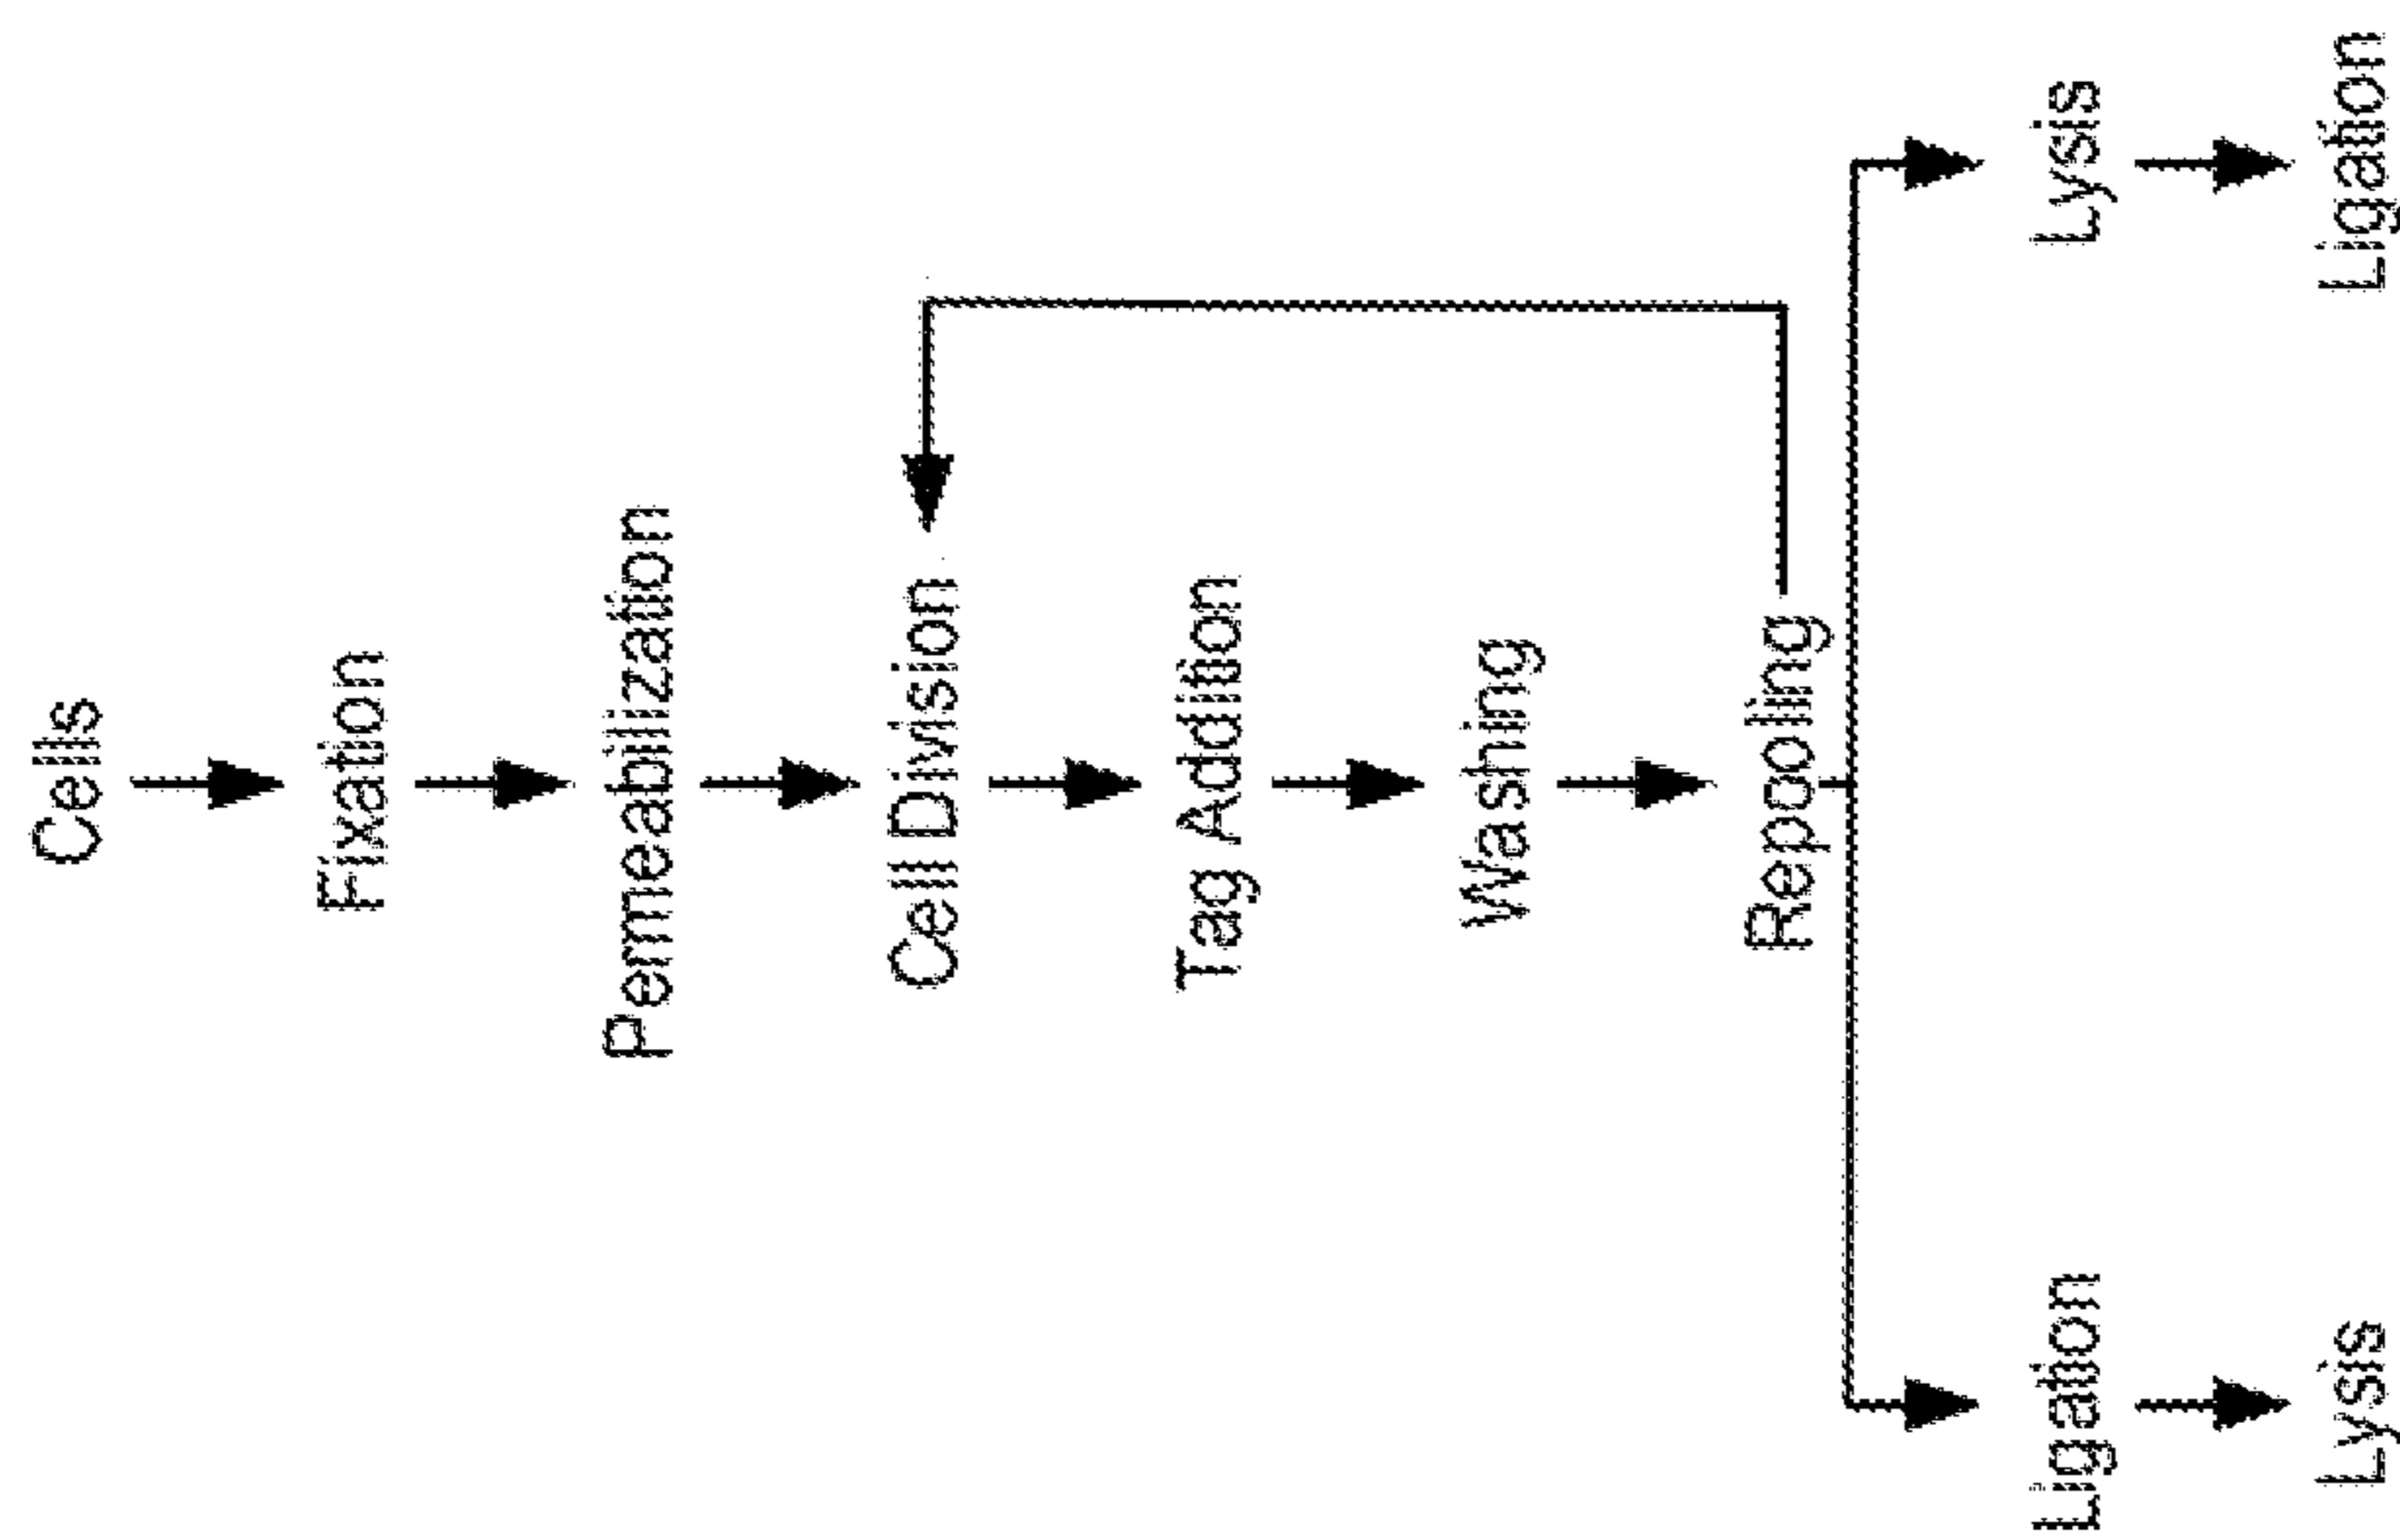 Cells
Fixation
Permeabilization
Cell Division
Tag Addition
Washing
Repooling
Ligation
Lysis
Lysis
Ligation